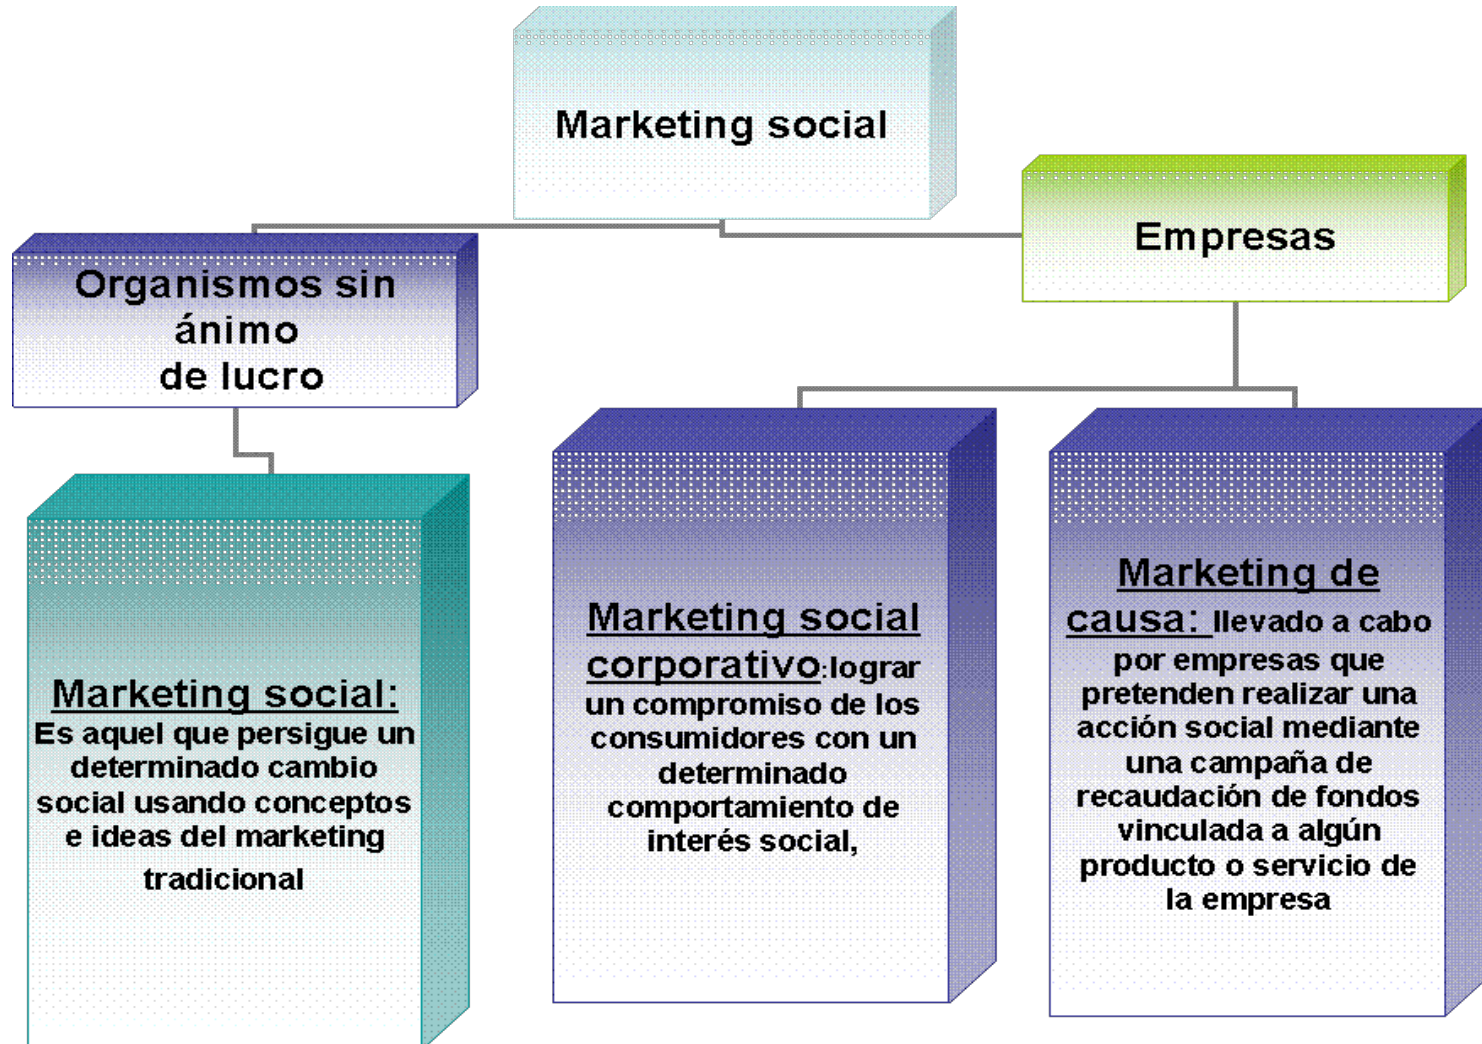 Marketing social
Empresas
Organismos sin
ánimo
de lucro
Marketing social:
Es aquel que persigue un
determinado cambio
social usando conceptos
e ideas del marketing
tradicional
Marketing social
corporativo:lograr
un compromiso de los
consumidores con un
determinado
comportamiento de
interés social,
Marketing de
causa: llevado a cabo
por empresas que
pretenden realizar una
acción social mediante
una campaña de
recaudación de fondos
vinculada a algún
producto o servicio de
la empresa